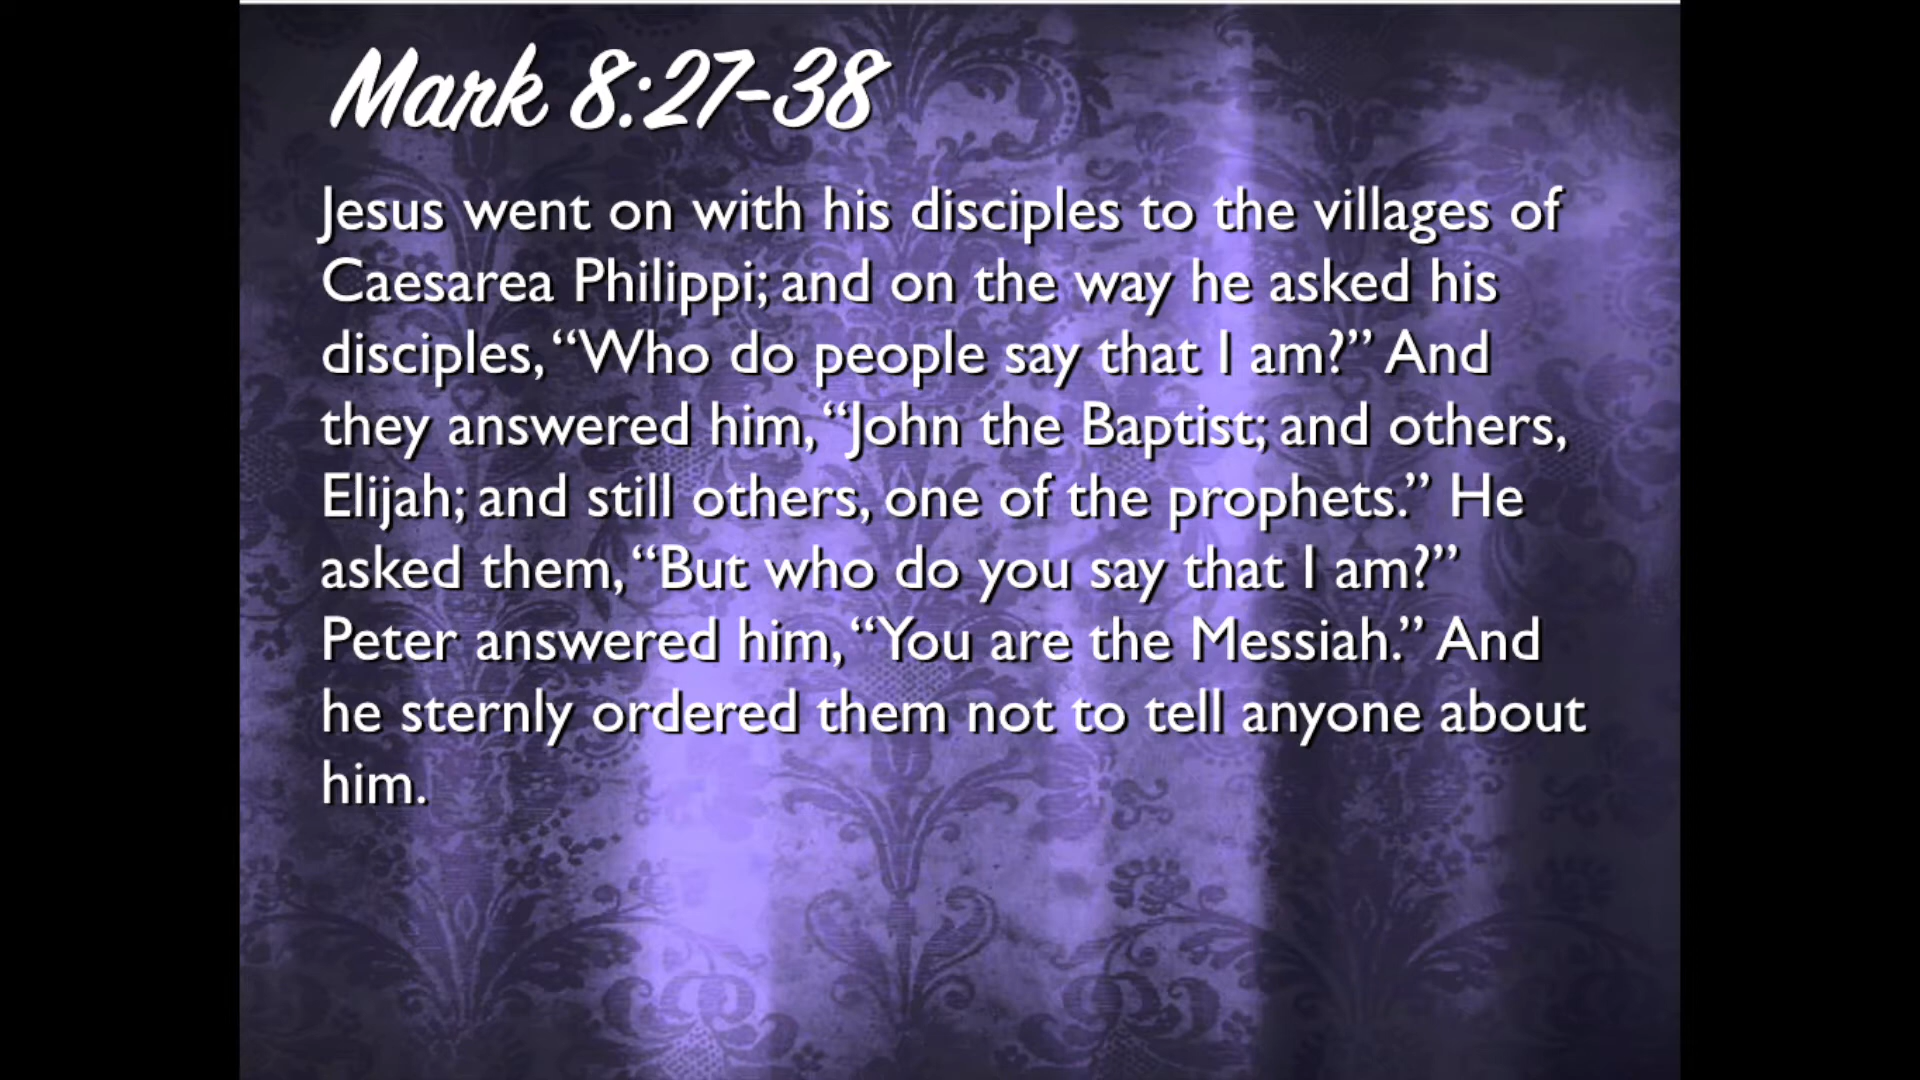 Mark 8:27-38
Jesus went on with his disciples to the villages of
Caesarea Philippi; and on the way he asked his
disciples, “Who do people say that I am?” And
they answered him, “John the Baptist; and others,
Elijah; and still others, one of the prophets.” He
asked them, “But who do you say that I am?”
Peter answered him, “You are the Messiah.” And
he sternly ordered them not to tell anyone about
him.